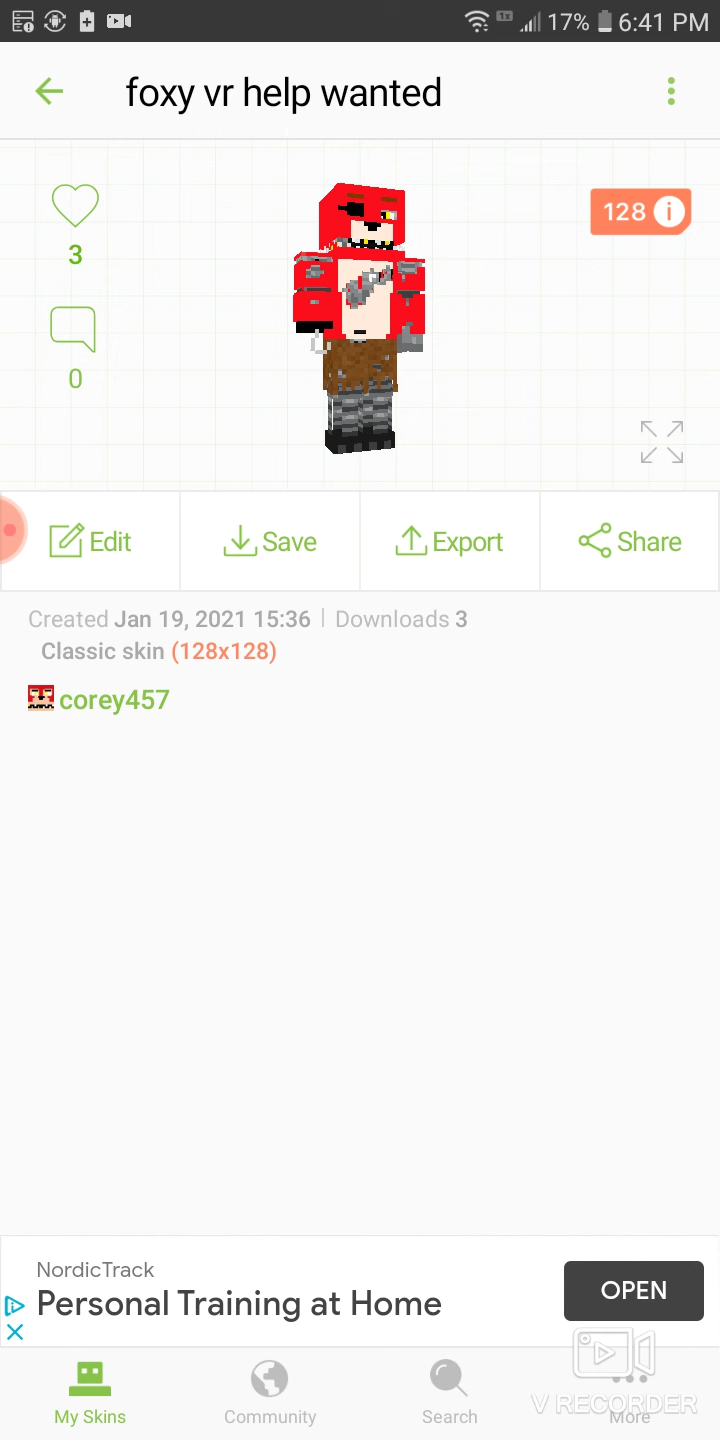 1x 17% 6:41 PM
foxy vr help wanted
3
128 i
0
Edit Save Export Share
Created Jan 19, 2021 15:36 | Downloads 3
Classic skin (128x128)
corey457
NordicTrack
Personal Training at Home
OPEN
V RECORDER
My Skins Community Search More